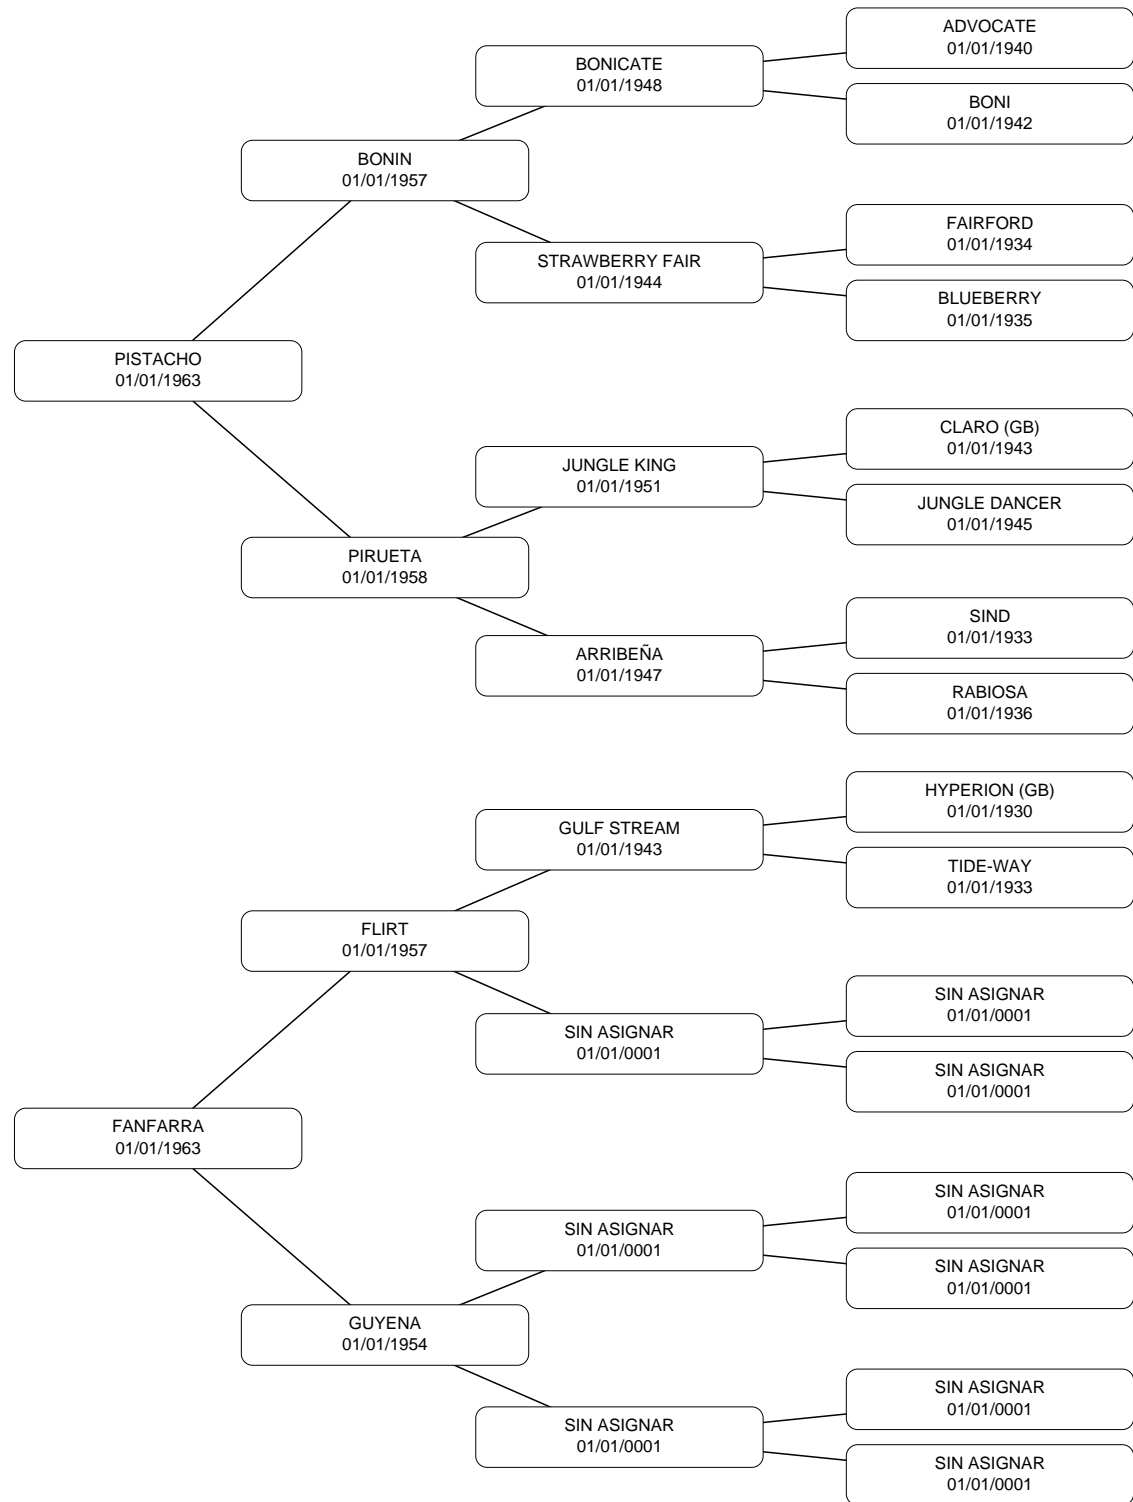 ADVOCATE
01/01/1940
BONICATE
01/01/1948
BONI
01/01/1942
BONIN
01/01/1957
FAIRFORD
01/01/1934
STRAWBERRY FAIR
01/01/1944
BLUEBERRY
01/01/1935
PISTACHO
01/01/1963
CLARO (GB)
01/01/1943
JUNGLE KING
01/01/1951
JUNGLE DANCER
01/01/1945
PIRUETA
01/01/1958
SIND
01/01/1933
ARRIBEÑA
01/01/1947
RABIOSA
01/01/1936
HYPERION (GB)
01/01/1930
GULF STREAM
01/01/1943
TIDE-WAY
01/01/1933
FLIRT
01/01/1957
SIN ASIGNAR
01/01/0001
SIN ASIGNAR
01/01/0001
SIN ASIGNAR
01/01/0001
FANFARRA
01/01/1963
SIN ASIGNAR
01/01/0001
SIN ASIGNAR
01/01/0001
SIN ASIGNAR
01/01/0001
GUYENA
01/01/1954
SIN ASIGNAR
01/01/0001
SIN ASIGNAR
01/01/0001
SIN ASIGNAR
01/01/0001